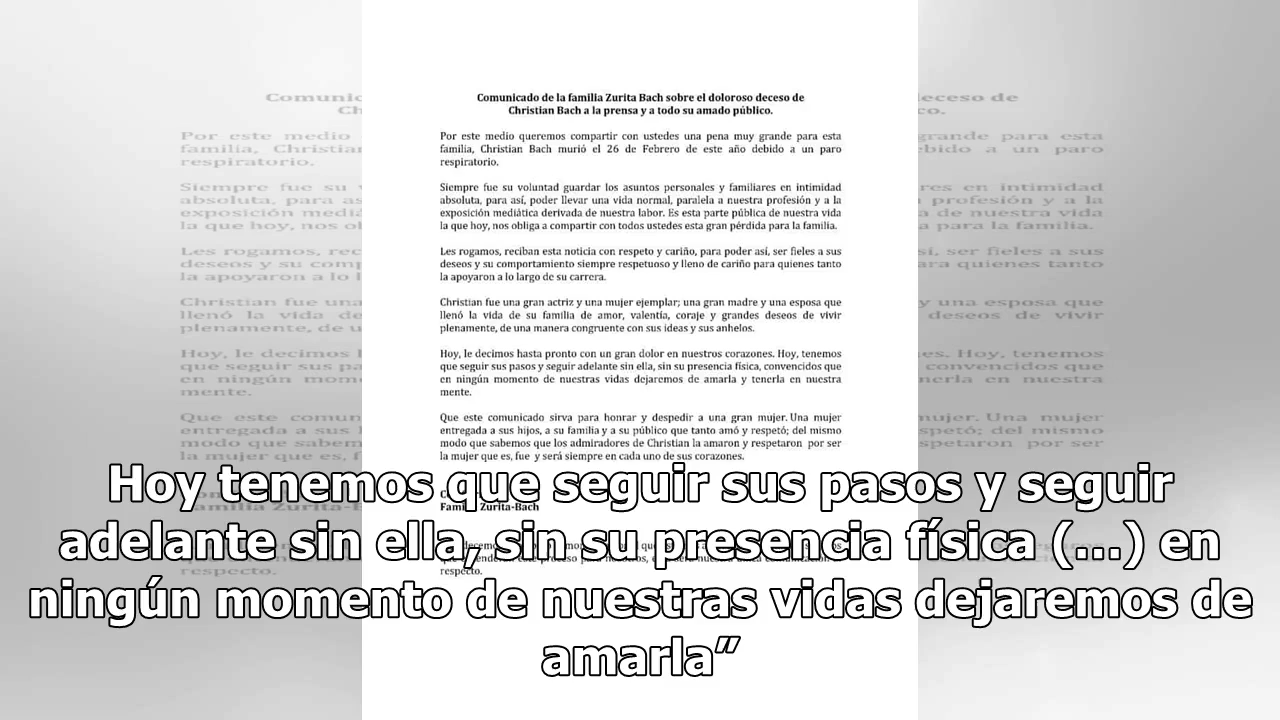 Comunicado de la familia Zurita Bach sobre el doloroso deceso de
Christian Bach a la prensa y a todo su amado público.
Por este medio queremos compartir con ustedes una pena muy grande para esta
familia, Christian Bach murió el 26 de Febrero de este año debido a un paro
respiratorio.
Siempre fue su voluntad guardar los asuntos personales y familiares en intimidad
absoluta, para así, poder llevar una vida normal, paralela a nuestra profesión y a la
exposición mediática derivada de nuestra labor. Es esta parte pública de nuestra vida
la que hoy, nos obliga a compartir con todos ustedes esta gran pérdida para la familia.
Les rogamos, reciban esta noticia con respeto y cariño, para poder así, ser fieles a sus
deseos y su comportamiento siempre respetuoso y lleno de cariño para quienes tanto
la apoyaron a lo largo de su carrera.
Christian fue una gran actriz y una mujer ejemplar; una gran madre y una esposa que
llenó la vida de su familia de amor, valentía, coraje y grandes deseos de vivir
plenamente, de una manera congruente con sus ideas y sus anhelos.
Hoy, le decimos hasta pronto con un gran dolor en nuestros corazones. Hoy, tenemos
que seguir sus pasos y seguir adelante sin ella, sin su presencia física, convencidos que
en ningún momento de nuestras vidas dejaremos de amarla y tenerla en nuestra
mente.
Que este comunicado sirva para honrar y despedir a una gran mujer. Una mujer
entregada a sus hijos, a su familia y a su público que tanto amó y respetó; del mismo
modo que sabemos que los admiradores de Christian la amaron y respetaron por ser
la mujer que es, fue y será siempre en cada uno de sus corazones.
Familia Zurita-Bach
respeto.
Hoy tenemos que seguir sus pasos y seguir
adelante sin ella, sin su presencia física (...) en
ningún momento de nuestras vidas dejaremos de
amarla”